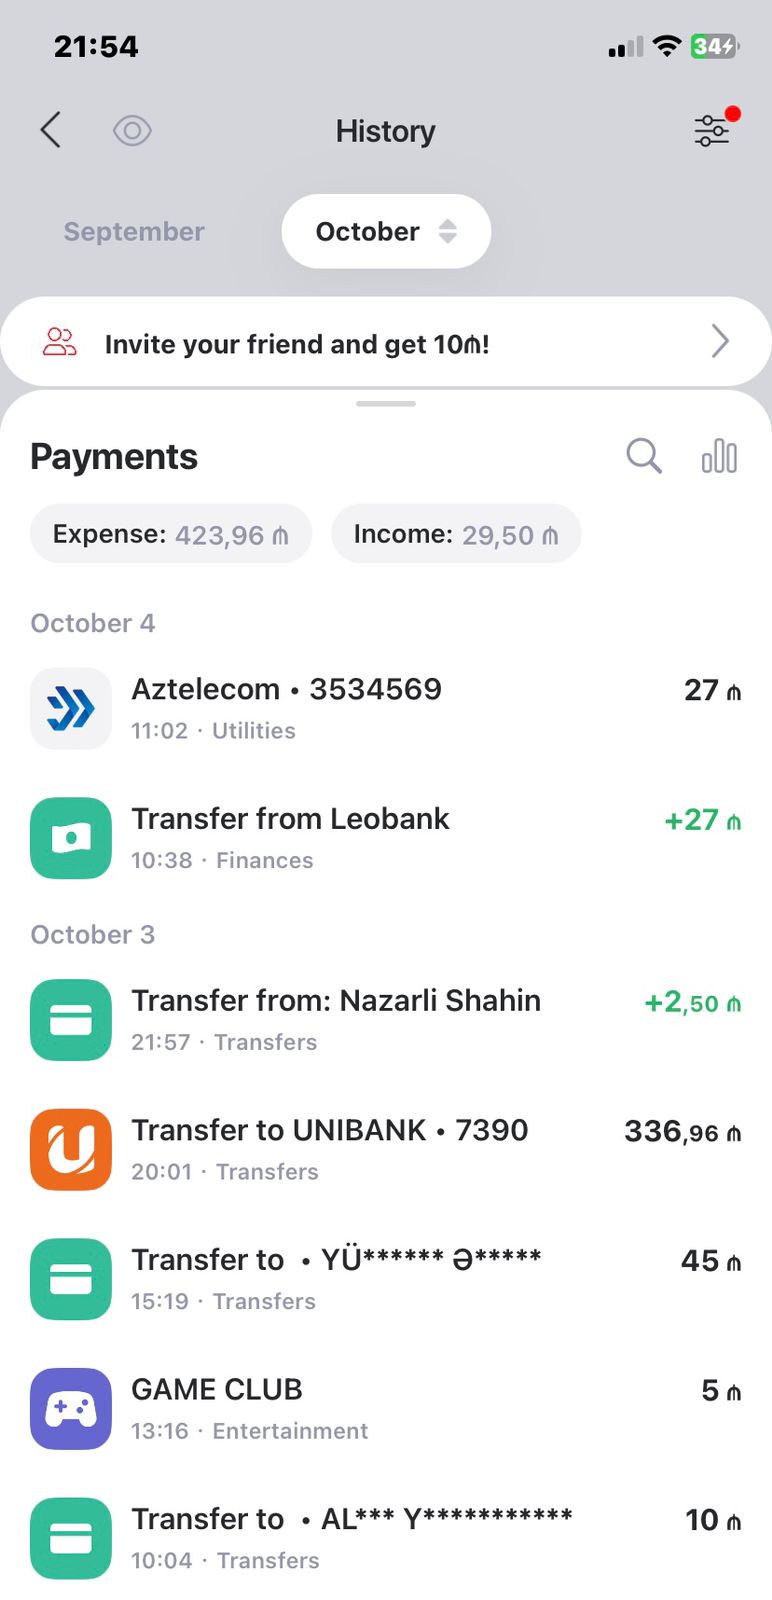 21:54
34
History
September
October
Invite your friend and get 10₼!
Payments
Expense: 423,96 ₼
Income: 29,50 ₼
October 4
Aztelecom • 3534569
27 ₼
11:02 · Utilities
Transfer from Leobank
+27 ₼
10:38 · Finances
October 3
Transfer from: Nazarli Shahin
+2,50 ₼
21:57 · Transfers
Transfer to UNIBANK • 7390
336,96 ₼
20:01 · Transfers
Transfer to • YÜ****** Ə*****
45 ₼
15:19 · Transfers
GAME CLUB
5 ₼
13:16 · Entertainment
Transfer to • AL*** Y***********
10 ₼
10:04 · Transfers